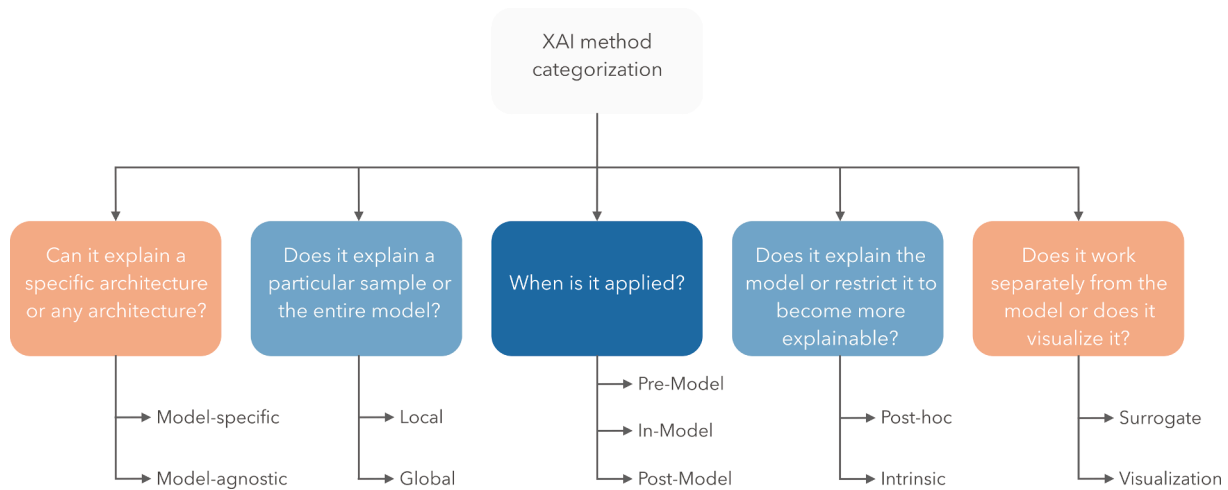 XAI method
categorization
Can it explain a
specific architecture
or any architecture?
Does it explain a
particular sample or
the entire model?
When is it applied?
Does it explain the
model or restrict it to
become more
explainable?
Does it work
separately from the
model or does it
visualize it?
Model-specific
Model-agnostic
Local
Global
Pre-Model
In-Model
Post-Model
Post-hoc
Intrinsic
Surrogate
Visualization